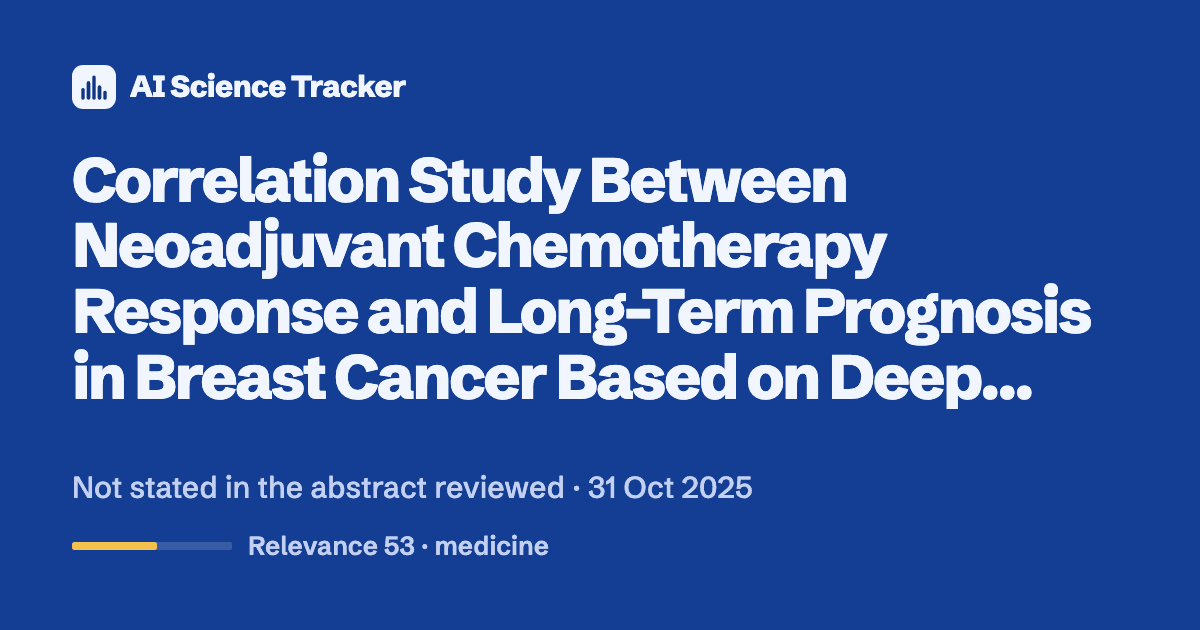 AI Science Tracker
Correlation Study Between
Neoadjuvant Chemotherapy
Response and Long-Term Prognosis
in Breast Cancer Based on Deep...
Not stated in the abstract reviewed · 31 Oct 2025
Relevance 53 · medicine